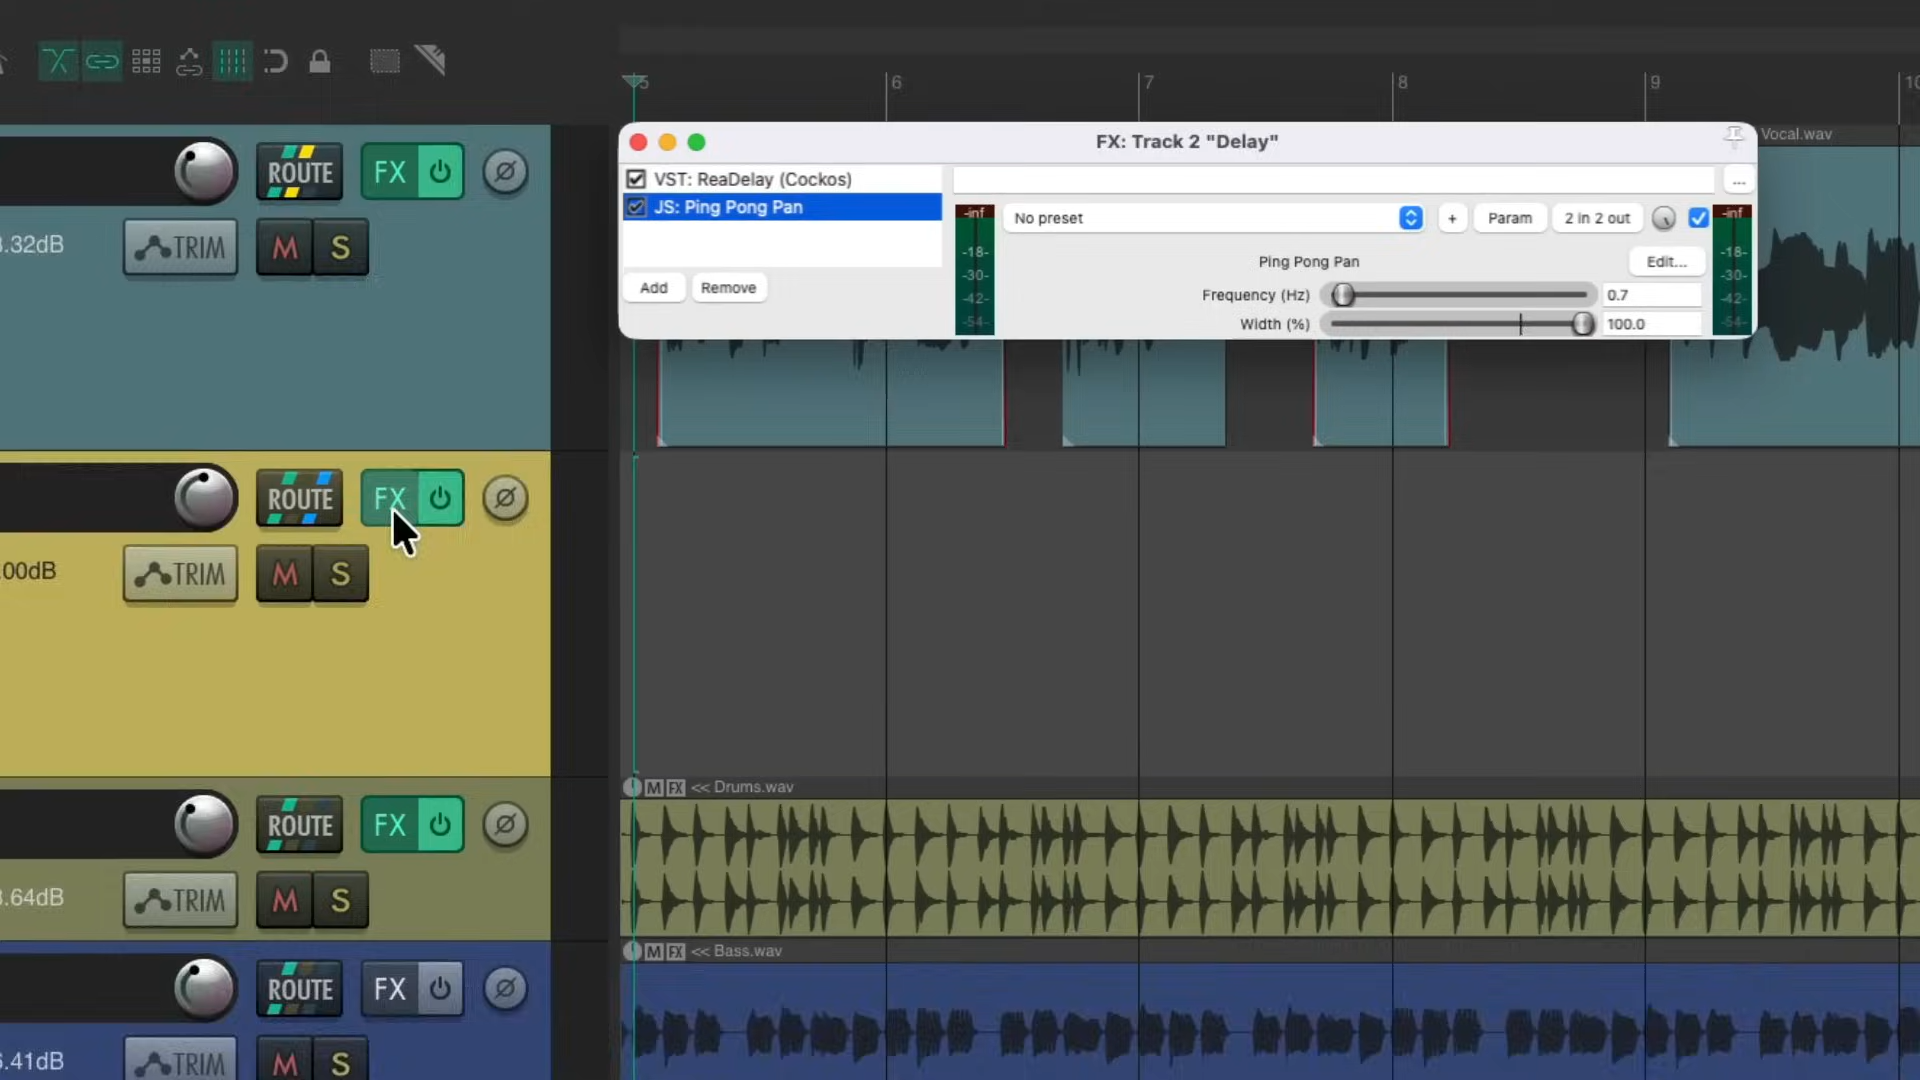 5
6
7
8
9
10
FX: Track 2 "Delay"
Vocal.wav
VST: ReaDelay (Cockos)
JS: Ping Pong Pan
Add
Remove
...
No preset
+
Param
2 in 2 out
-inf
-18-
-30-
-42-
-54-
-inf
-18-
-30-
-42-
-54-
Ping Pong Pan
Edit...
Frequency (Hz)
0.7
Width (%)
100.0
ROUTE
FX
.32dB
TRIM
M
S
ROUTE
FX
.00dB
TRIM
M
S
M FX << Drums.wav
ROUTE
FX
.64dB
TRIM
M
S
M FX << Bass.wav
ROUTE
FX
.41dB
TRIM
M
S